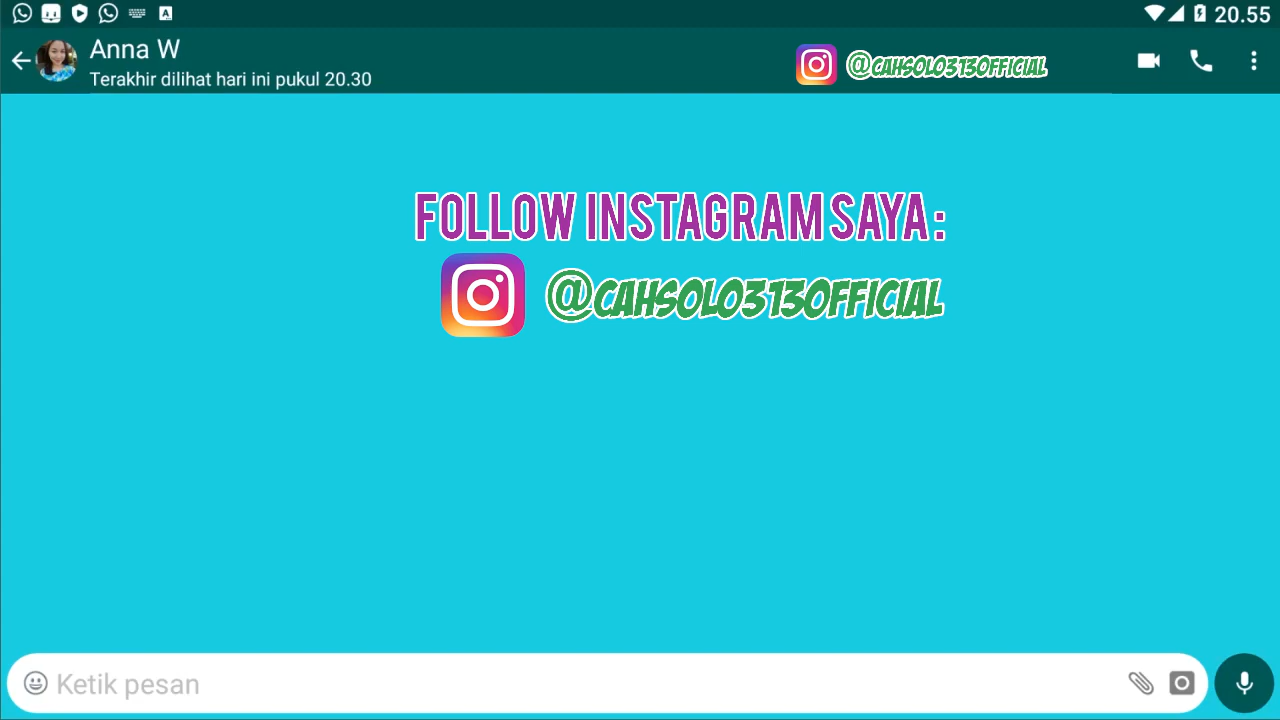 20.55
Anna W
Terakhir dilihat hari ini pukul 20.30
@CAHSOLO313OFFICIAL
FOLLOW INSTAGRAM SAYA :
@CAHSOLO313OFFICIAL
Ketik pesan